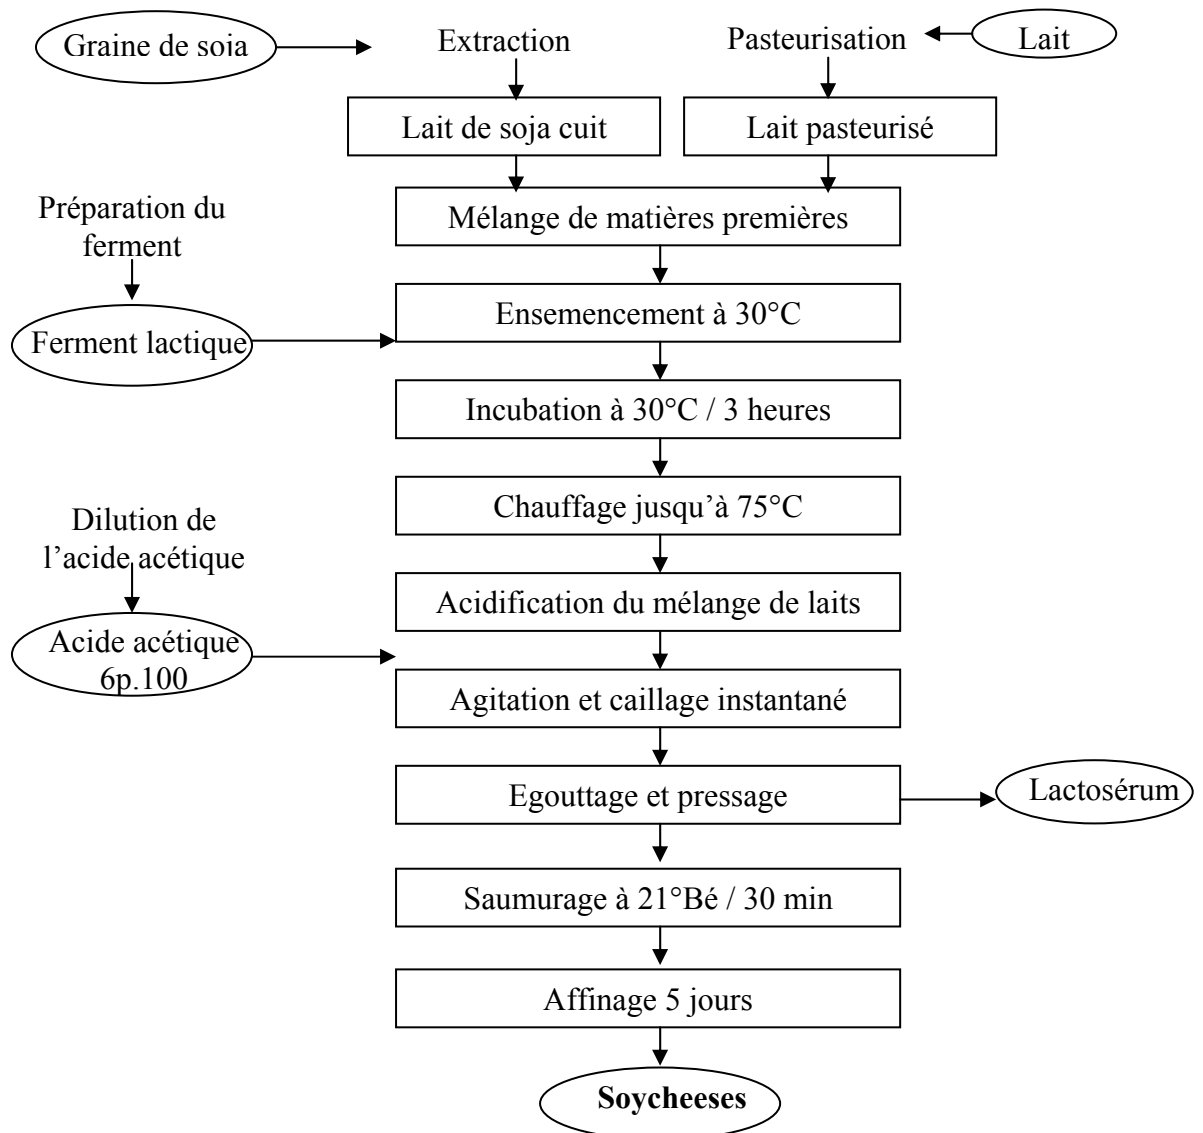 Graine de soia
Extraction
Pasteurisation
Lait
Lait de soja cuit
Lait pasteurisé
Mélange de matières premières
Préparation du
ferment
Ensemencement à 30°C
Ferment lactique
Incubation à 30°C / 3 heures
Chauffage jusqu’à 75°C
Dilution de
l’acide acétique
Acidification du mélange de laits
Acide acétique
6p.100
Agitation et caillage instantané
Egouttage et pressage
Lactosérum
Saumurage à 21°Bé / 30 min
Affinage 5 jours
Soycheeses